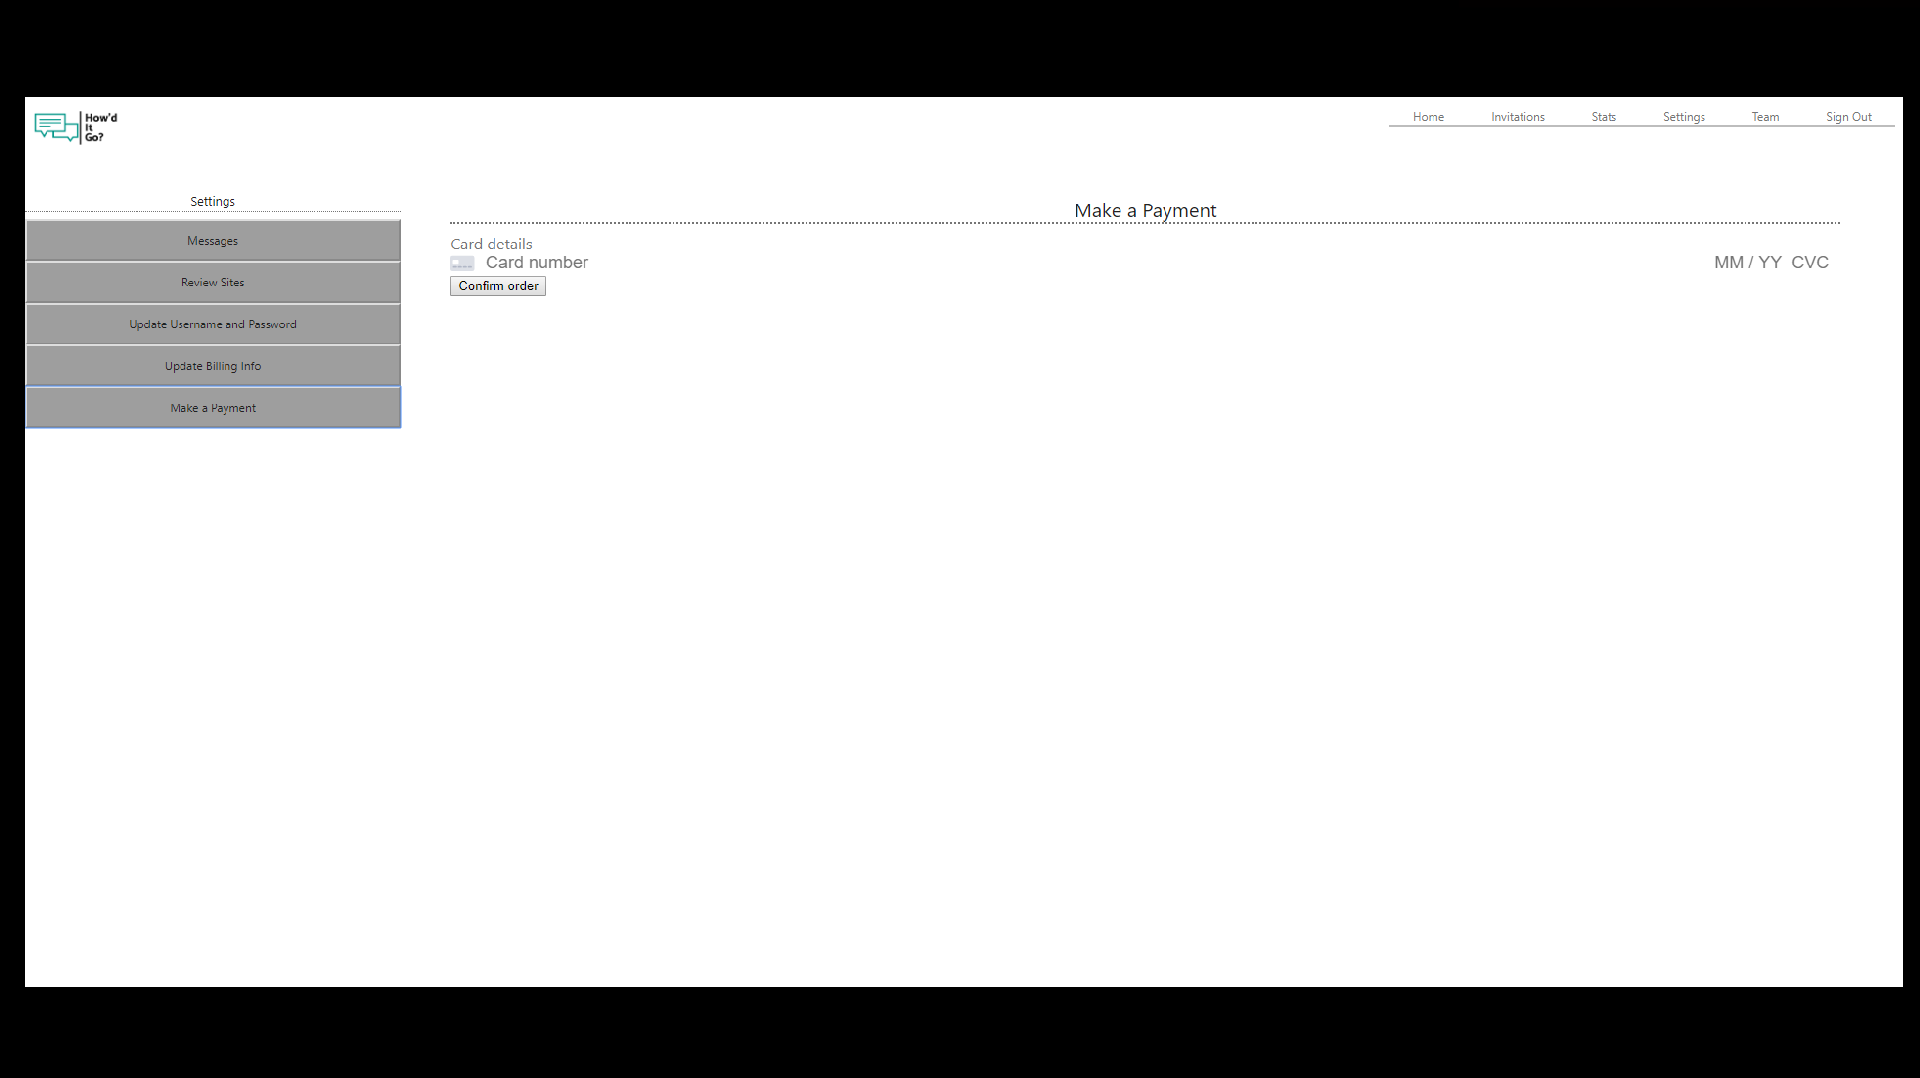 How'd
It
Go?
Home Invitations Stats Settings Team Sign Out
Settings
Messages
Review Sites
Update Username and Password
Update Billing Info
Make a Payment
Make a Payment
Card details
Card number MM / YY CVC
Confirm order